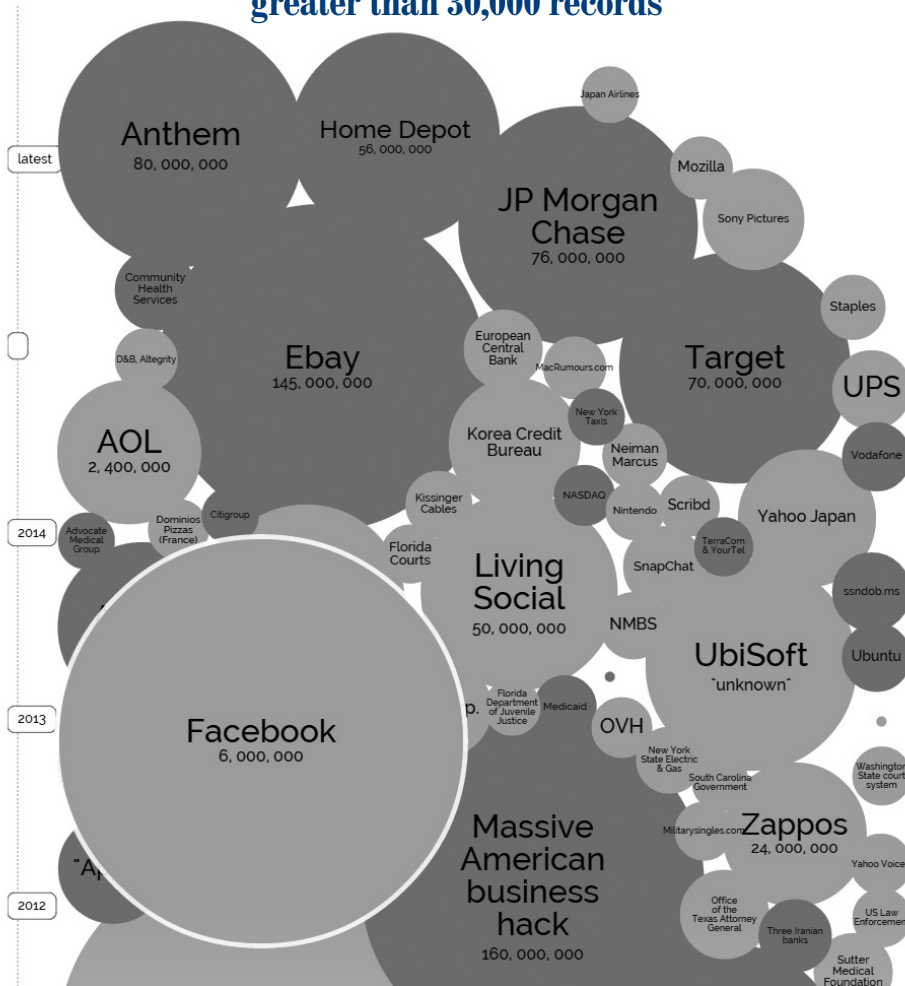 greater than 30,000 records
Japan Airlines
Anthem
80, 000, 000
Home Depot
56, 000, 000
latest
Mozilla
JP Morgan
Chase
76, 000, 000
Sony Pictures
Community
Health
Services
Staples
European
Central
Bank
D&B, Altegrity
Ebay
145, 000, 000
MacRumours.com
Target
70, 000, 000
UPS
New York
Taxis
AOL
2, 400, 000
Korea Credit
Bureau
Neiman
Marcus
Vodafone
Kissinger
Cables
NASDAQ
Nintendo
Scribd
Yahoo Japan
2014
Advocate
Medical
Group
Dominios
Pizzas
(France)
Citigroup
Florida
Courts
TerraCom
& YourTel
SnapChat
Living
Social
50, 000, 000
ssndob.ms
NMBS
UbiSoft
"unknown"
Ubuntu
2013
Facebook
6, 000, 000
p.
Florida
Department
of Juvenile
Justice
Medicaid
OVH
New York
State Electric
& Gas
South Carolina
Government
Washington
State court
system
Massive
American
business
hack
160, 000, 000
Militarysingles.com
Zappos
24, 000, 000
"Ap
Yahoo Voice
2012
Office
of the
Texas Attorney
General
Three Iranian
banks
US Law
Enforcemen
Sutter
Medical
Foundation